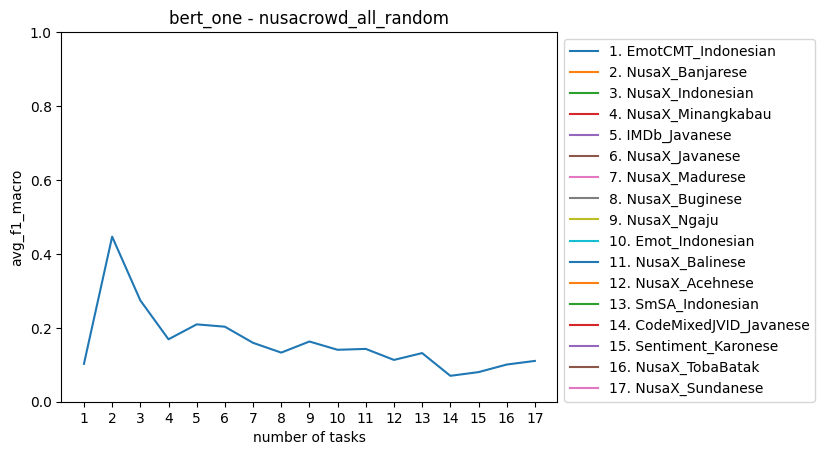 bert_one - nusacrowd_all_random
1.0
0.8
0.6
0.4
0.2
0.0
avg_f1_macro
1 2 3 4 5 6 7 8 9 10 11 12 13 14 15 16 17
number of tasks
1. EmotCMT_Indonesian
2. NusaX_Banjarese
3. NusaX_Indonesian
4. NusaX_Minangkabau
5. IMDb_Javanese
6. NusaX_Javanese
7. NusaX_Madurese
8. NusaX_Buginese
9. NusaX_Ngaju
10. Emot_Indonesian
11. NusaX_Balinese
12. NusaX_Acehnese
13. SmSA_Indonesian
14. CodeMixedJVID_Javanese
15. Sentiment_Karonese
16. NusaX_TobaBatak
17. NusaX_Sundanese